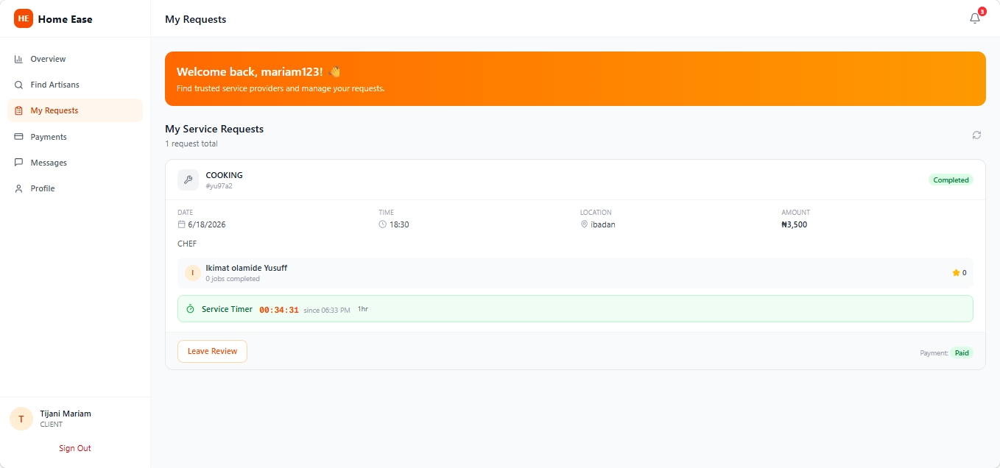 HE Home Ease
My Requests
3
Overview
Find Artisans
My Requests
Payments
Messages
Profile
Tijani Mariam
T
CLIENT
Sign Out
Welcome back, mariam123! 👋
Find trusted service providers and manage your requests.
My Service Requests
1 request total
COOKING
#yu97a2
Completed
DATE TIME LOCATION AMOUNT
6/18/2026 18:30 ibadan ₦3,500
CHEF
I
Ikimat olamide Yusuff
0 jobs completed
0
Service Timer 00:34:31 since 06:33 PM 1hr
Leave Review
Payment: Paid